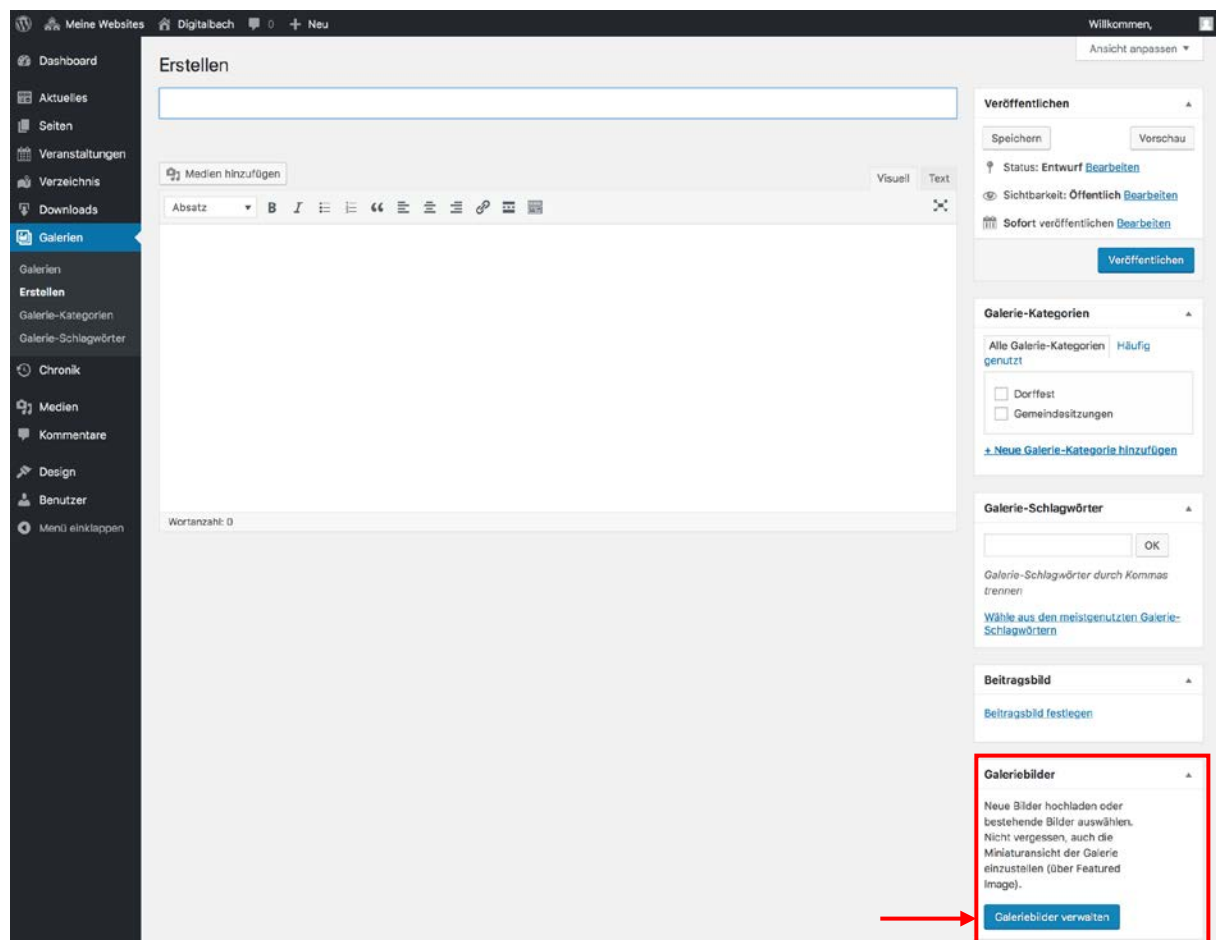 Meine Websites Digitalbach 0 + Neu Willkommen,
Ansicht anpassen
Dashboard
Aktuelles
Seiten
Veranstaltungen
Verzeichnis
Downloads
Galerien
Galerien
Erstellen
Galerie-Kategorien
Galerie-Schlagwörter
Chronik
Medien
Kommentare
Design
Benutzer
Menü einklappen
Erstellen
Medien hinzufügen
Visuell Text
Absatz B I
Wortanzahl: 0
Veröffentlichen
Speichern Vorschau
Status: Entwurf Bearbeiten
Sichtbarkeit: Öffentlich Bearbeiten
Sofort veröffentlichen Bearbeiten
Veröffentlichen
Galerie-Kategorien
Alle Galerie-Kategorien Häufig
genutzt
Dorffest
Gemeindesitzungen
+ Neue Galerie-Kategorie hinzufügen
Galerie-Schlagwörter
OK
Galerie-Schlagwörter durch Kommas
trennen
Wähle aus den meistgenutzten Galerie-
Schlagwörtern
Beitragsbild
Beitragsbild festlegen
Galeriebilder
Neue Bilder hochladen oder
bestehende Bilder auswählen.
Nicht vergessen, auch die
Miniaturansicht der Galerie
einzustellen (über Featured
Image).
Galeriebilder verwalten